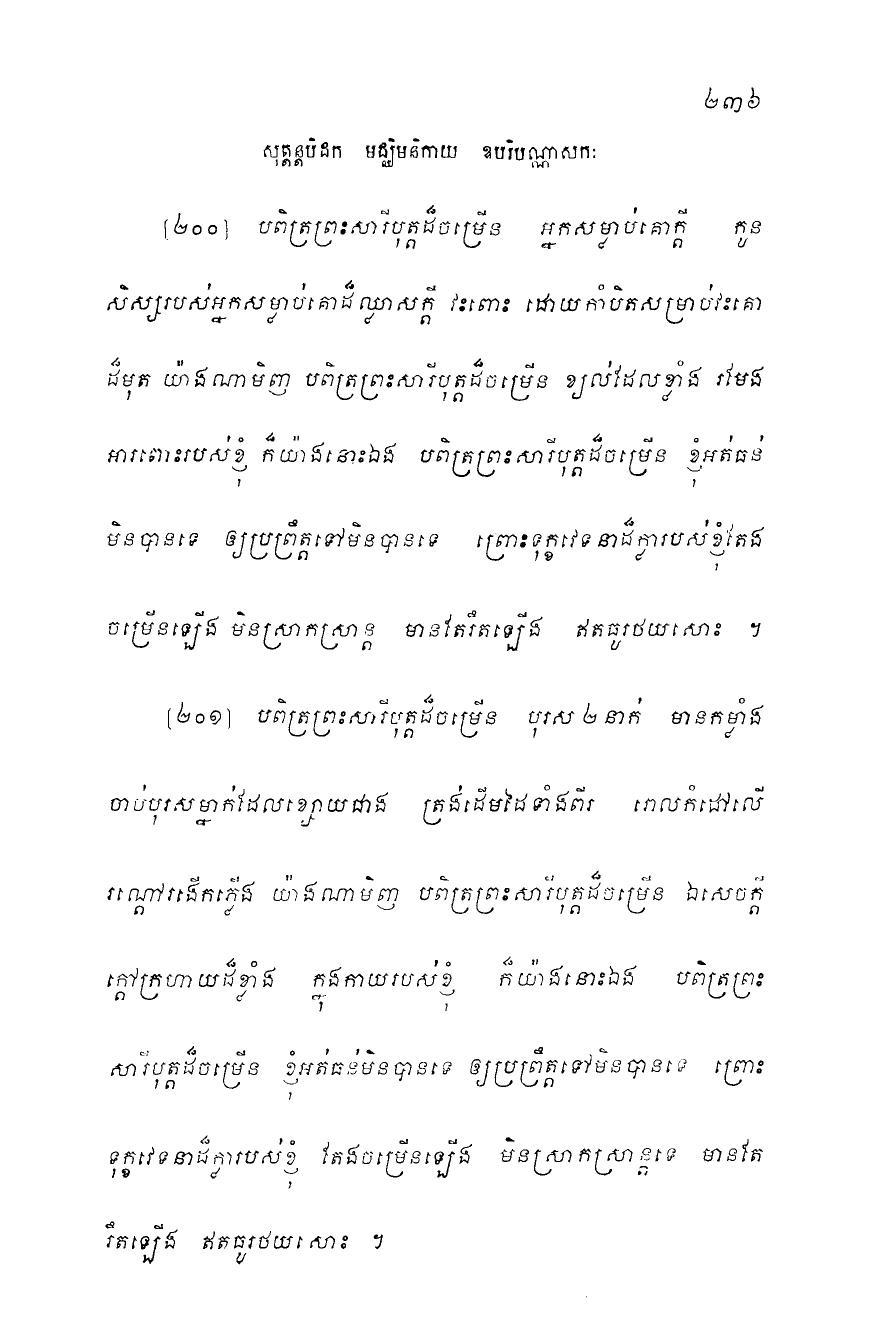 ២៣៦
សុត្តន្តបិដក មជ្ឈិមនិកាយ ឧបរិបណ្ណាសកៈ
[២០០] បពិត្រព្រះសារីបុត្តដ៏ចម្រើន អ្នកសម្លាប់គោក្តី កូន
សិស្សរបស់អ្នកសម្លាប់គោដ៏ឈ្លាសក្តី វះពោះ ដោយកាំបិតសម្រាប់វះគោ
ដ៏មុត យ៉ាងណាមិញ បពិត្រព្រះសារីបុត្តដ៏ចម្រើន ខ្យល់ដែលខ្លាំង រមែង
អារពោះរបស់ខ្ញុំ ក៏យ៉ាងនោះឯង បពិត្រព្រះសារីបុត្តដ៏ចម្រើន ខ្ញុំអត់ធន់
មិនបានទេ ឲ្យប្រព្រឹត្តទៅមិនបានទេ ព្រោះទុក្ខវេទនាដ៏ក្លារបស់ខ្ញុំតែង
ចម្រើនឡើង មិនស្រាកស្រាន្ត មានតែរឹតឡើង ឥតធូរថយសោះ ។
[២០១] បពិត្រព្រះសារីបុត្តដ៏ចម្រើន បុរស ២ នាក់ មានកម្លាំង
ចាប់បុរសម្នាក់ដែលខ្សោយជាង ត្រង់ដើមដៃទាំងពីរ រោលកំដៅលើ
រណ្តៅរងើកភ្លើង យ៉ាងណាមិញ បពិត្រព្រះសារីបុត្តដ៏ចម្រើន ឯសេចក្តី
ក្តៅក្រហាយដ៏ខ្លាំង ក្នុងកាយរបស់ខ្ញុំ ក៏យ៉ាងនោះឯង បពិត្រព្រះ
សារីបុត្តដ៏ចម្រើន ខ្ញុំអត់ធន់មិនបានទេ ឲ្យប្រព្រឹត្តទៅមិនបានទេ ព្រោះ
ទុក្ខវេទនាដ៏ក្លារបស់ខ្ញុំ តែងចម្រើនឡើង មិនស្រាកស្រាន្តទេ មានតែ
រឹតឡើង ឥតធូរថយសោះ ។